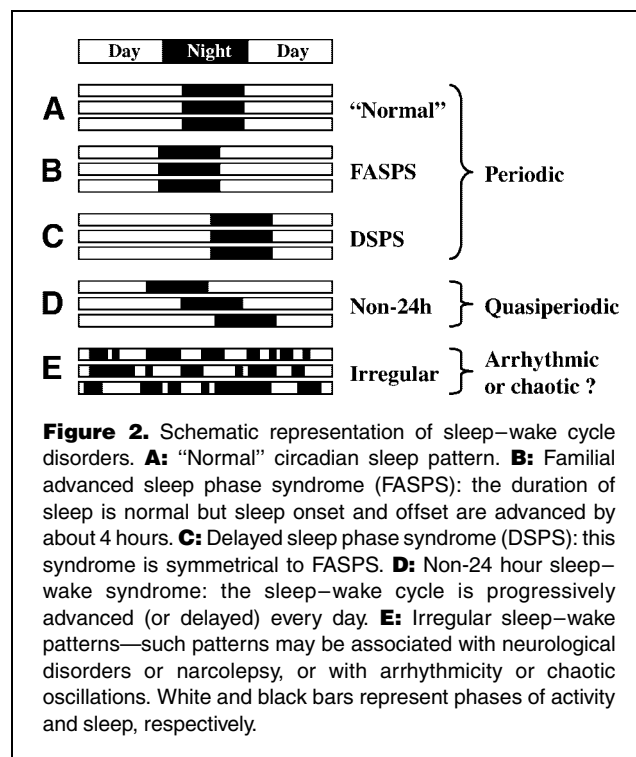 Day Night Day
A "Normal"
B FASPS
Periodic
C DSPS
D Non-24h Quasiperiodic
E Irregular Arrhythmic
or chaotic ?
Figure 2. Schematic representation of sleep–wake cycle
disorders. A: “Normal” circadian sleep pattern. B: Familial
advanced sleep phase syndrome (FASPS): the duration of
sleep is normal but sleep onset and offset are advanced by
about 4 hours. C: Delayed sleep phase syndrome (DSPS): this
syndrome is symmetrical to FASPS. D: Non-24 hour sleep–
wake syndrome: the sleep–wake cycle is progressively
advanced (or delayed) every day. E: Irregular sleep–wake
patterns—such patterns may be associated with neurological
disorders or narcolepsy, or with arrhythmicity or chaotic
oscillations. White and black bars represent phases of activity
and sleep, respectively.